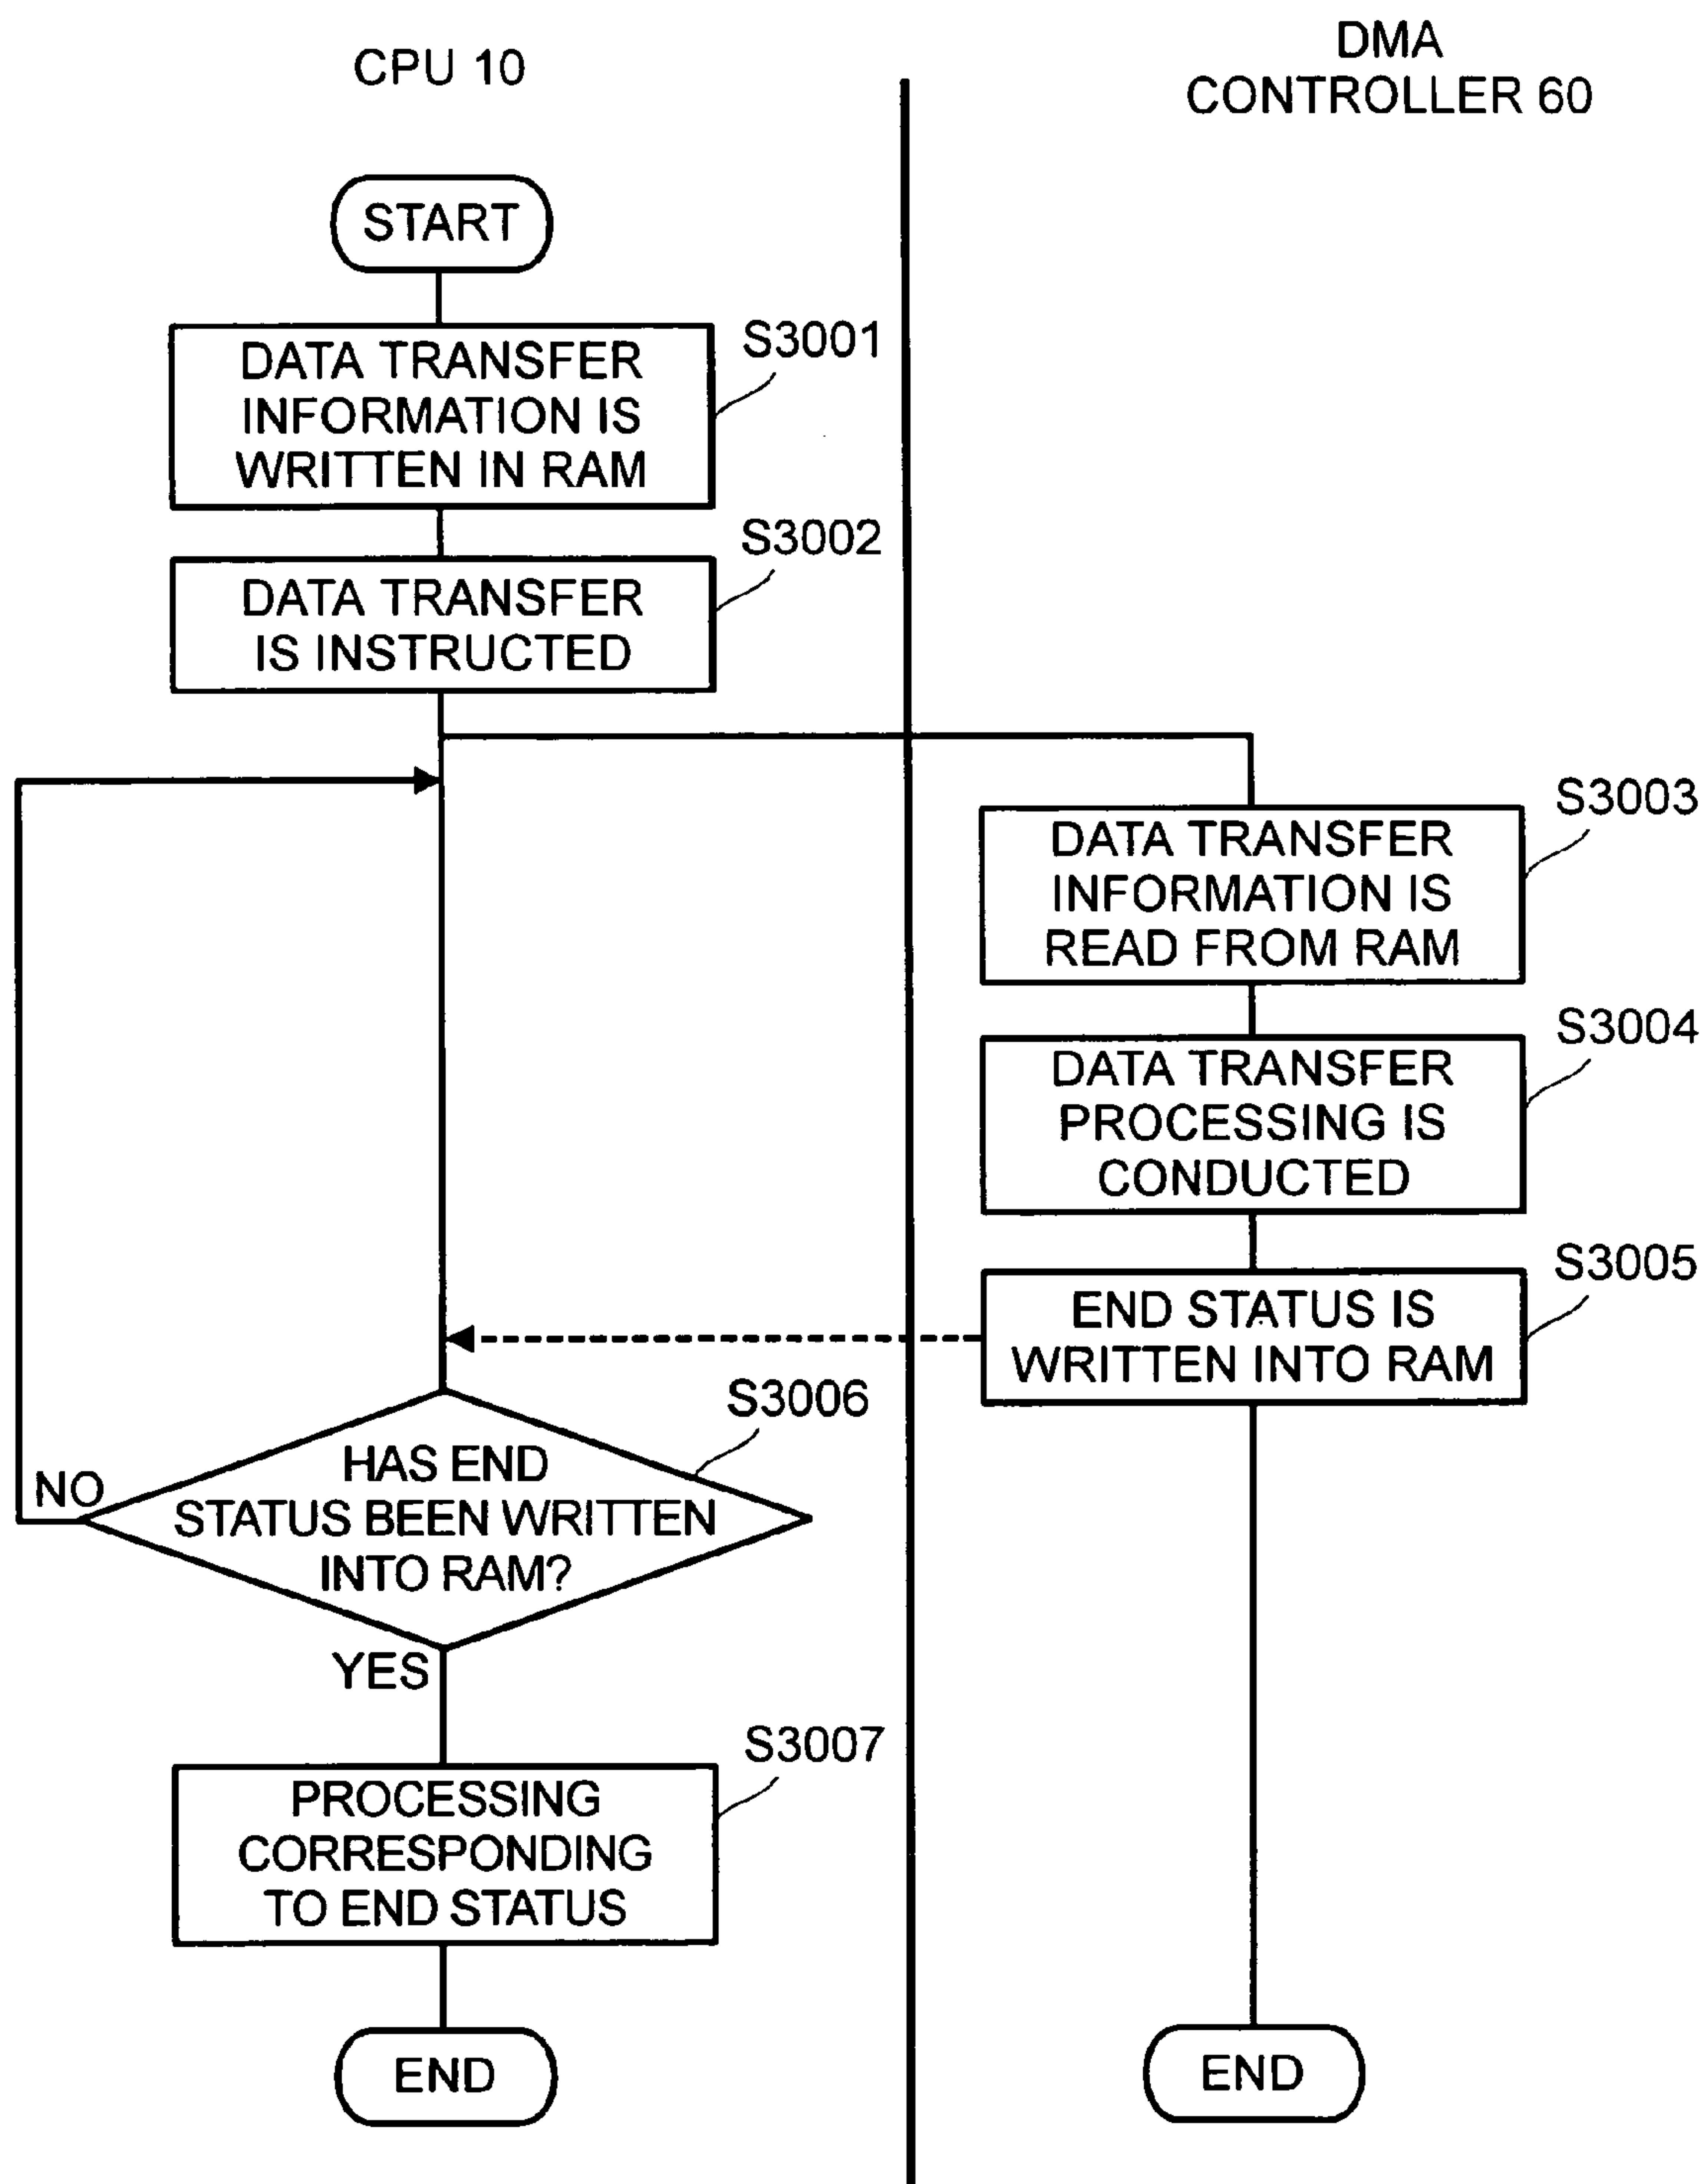 CPU 10
DMA
CONTROLLER 60
START
S3001
DATA TRANSFER
INFORMATION IS
WRITTEN IN RAM
S3002
DATA TRANSFER
IS INSTRUCTED
S3003
DATA TRANSFER
INFORMATION IS
READ FROM RAM
S3004
DATA TRANSFER
PROCESSING IS
CONDUCTED
S3005
END STATUS IS
WRITTEN INTO RAM
S3006
HAS END
STATUS BEEN WRITTEN
INTO RAM?
NO
YES
S3007
PROCESSING
CORRESPONDING
TO END STATUS
END
END